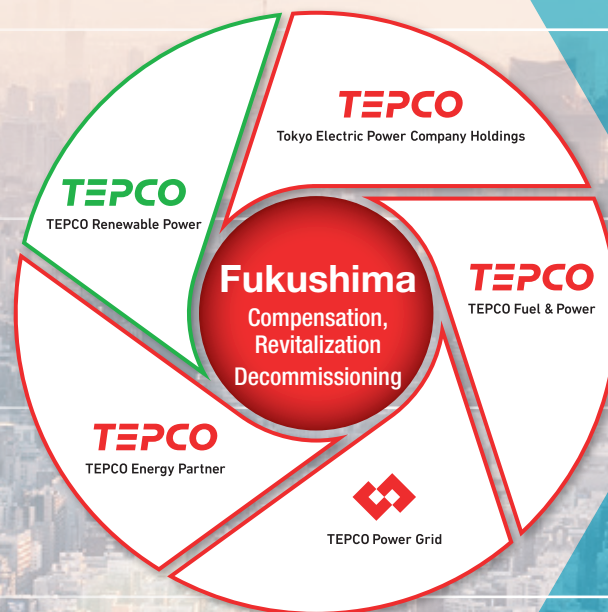 TEPCO
Tokyo Electric Power Company Holdings
TEPCO
TEPCO Renewable Power
TEPCO
TEPCO Fuel & Power
Fukushima
Compensation,
Revitalization
Decommissioning
TEPCO
TEPCO Energy Partner
TEPCO Power Grid